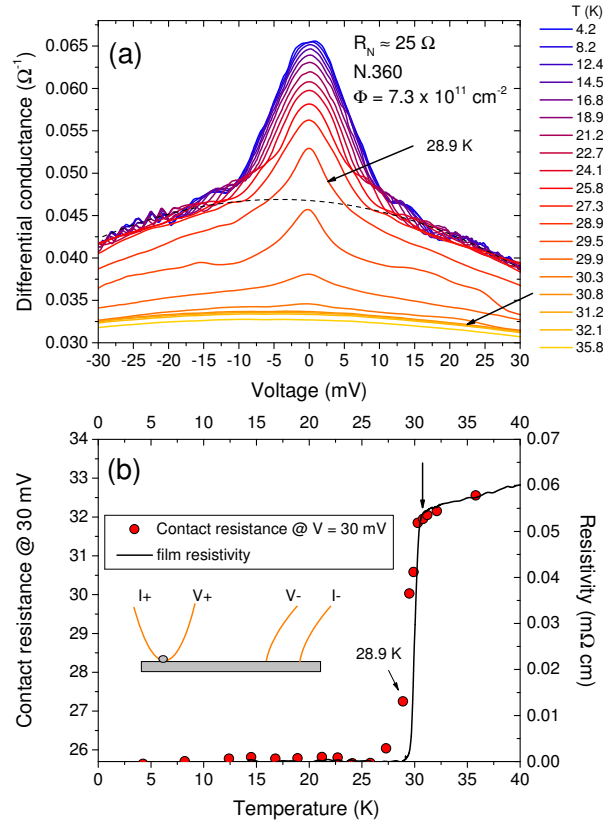 (a)
R_N ≈ 25 Ω
N.360
Φ = 7.3 x 10^11 cm^-2
28.9 K
0.065
0.060
0.055
0.050
0.045
0.040
0.035
0.030
Differential conductance (Ω^-1)
-30 -25 -20 -15 -10 -5 0 5 10 15 20 25 30
Voltage (mV)
T (K)
4.2
8.2
12.4
14.5
16.8
18.9
21.2
22.7
24.1
25.8
27.3
28.9
29.5
29.9
30.3
30.8
31.2
32.1
35.8
0 5 10 15 20 25 30 35 40
(b)
34
33
32
31
30
29
28
27
26
Contact resistance @ 30 mV
Contact resistance @ V = 30 mV
film resistivity
I+ V+ V- I-
28.9 K
0.07
0.06
0.05
0.04
0.03
0.02
0.01
0.00
Resistivity (mΩ cm)
0 5 10 15 20 25 30 35 40
Temperature (K)